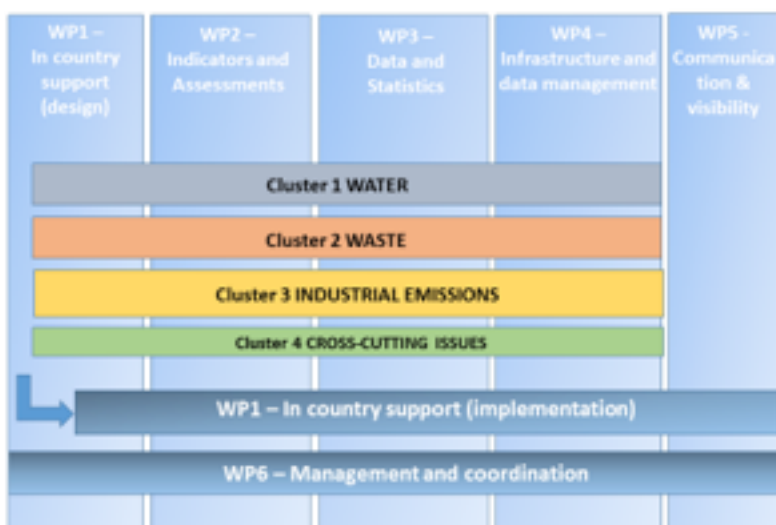 WP1 –
In country
support
(design)
WP2 –
Indicators and
Assessments
WP3 –
Data and
Statistics
WP4 –
Infrastructure and
data management
WP5 -
Communica
tion &
visibility
Cluster 1 WATER
Cluster 2 WASTE
Cluster 3 INDUSTRIAL EMISSIONS
Cluster 4 CROSS-CUTTING ISSUES
WP1 – In country support (implementation)
WP6 – Management and coordination